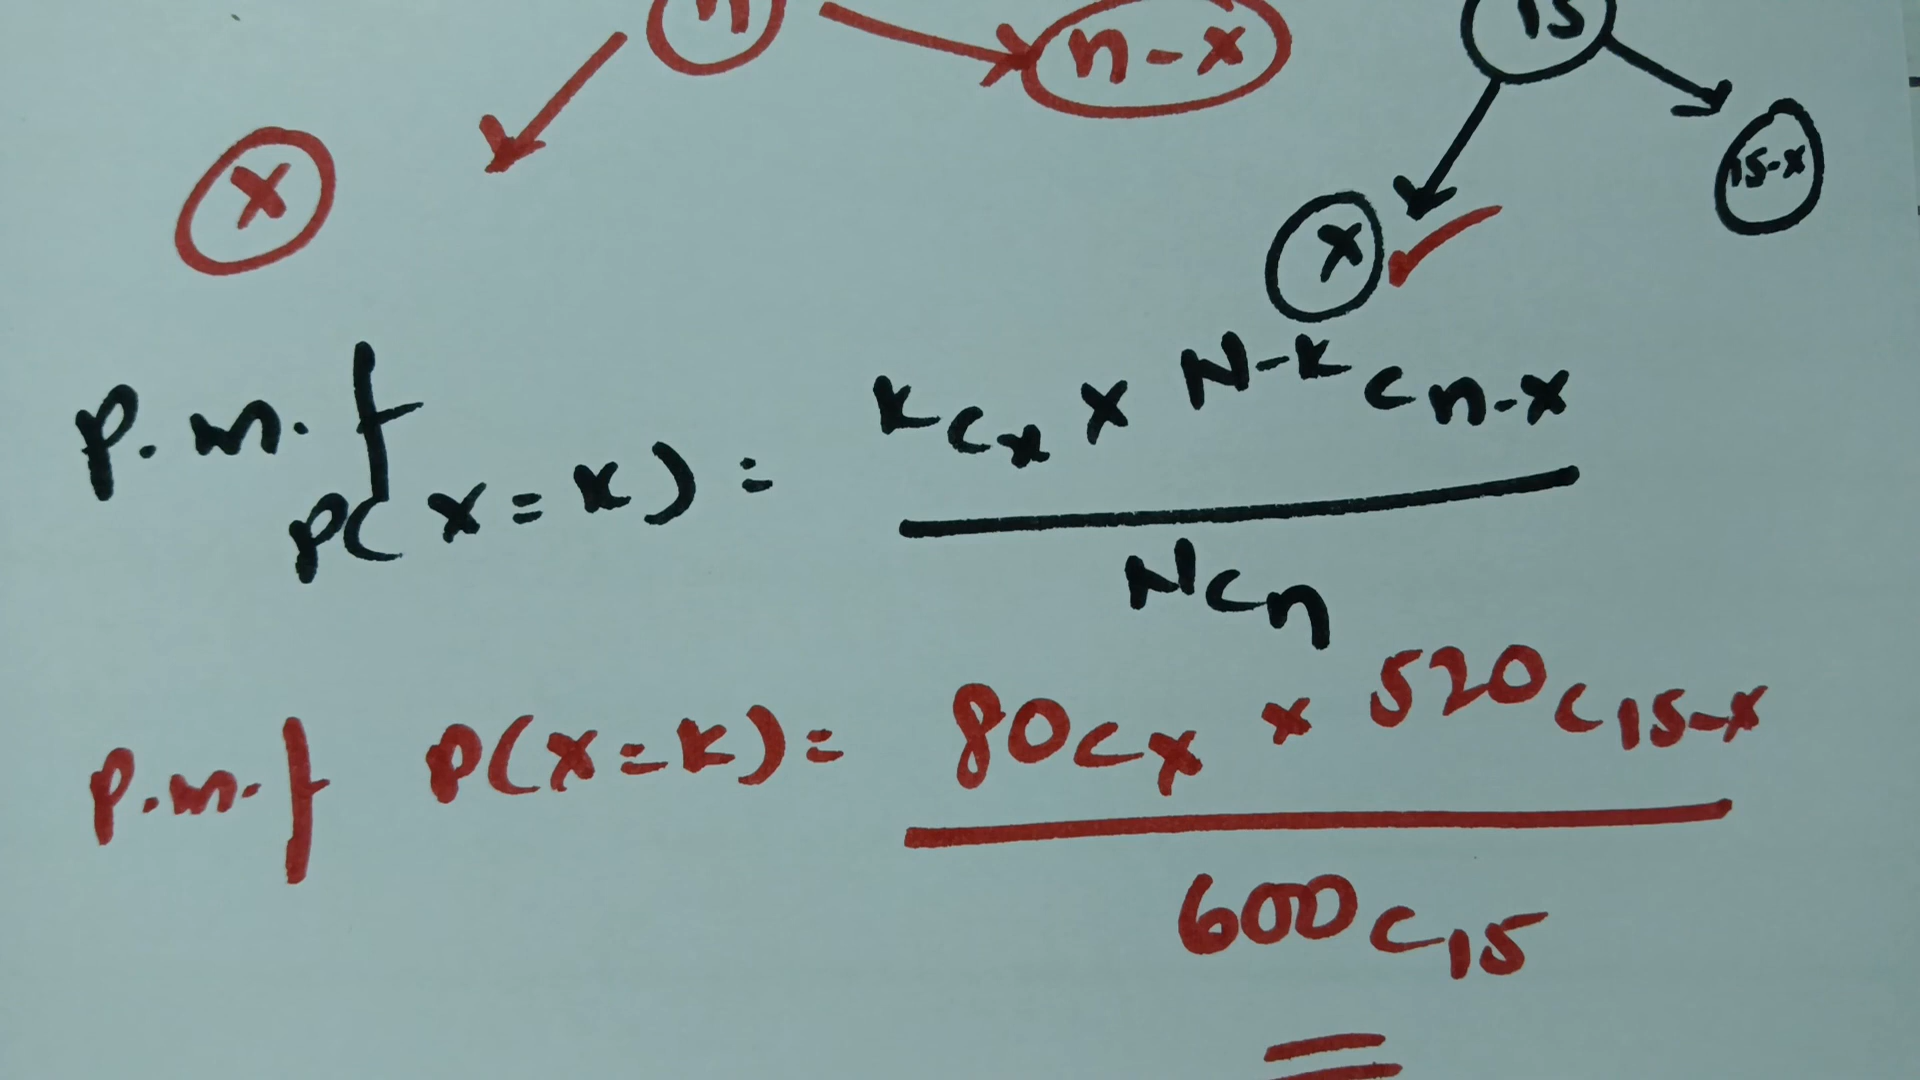 n n-x 15
x 15-x
x
p.m.f
P(x=x) = kCx x N-kCn-x
NCn
p.m.f P(x=k) = 80Cx x 520C15-x
600C15